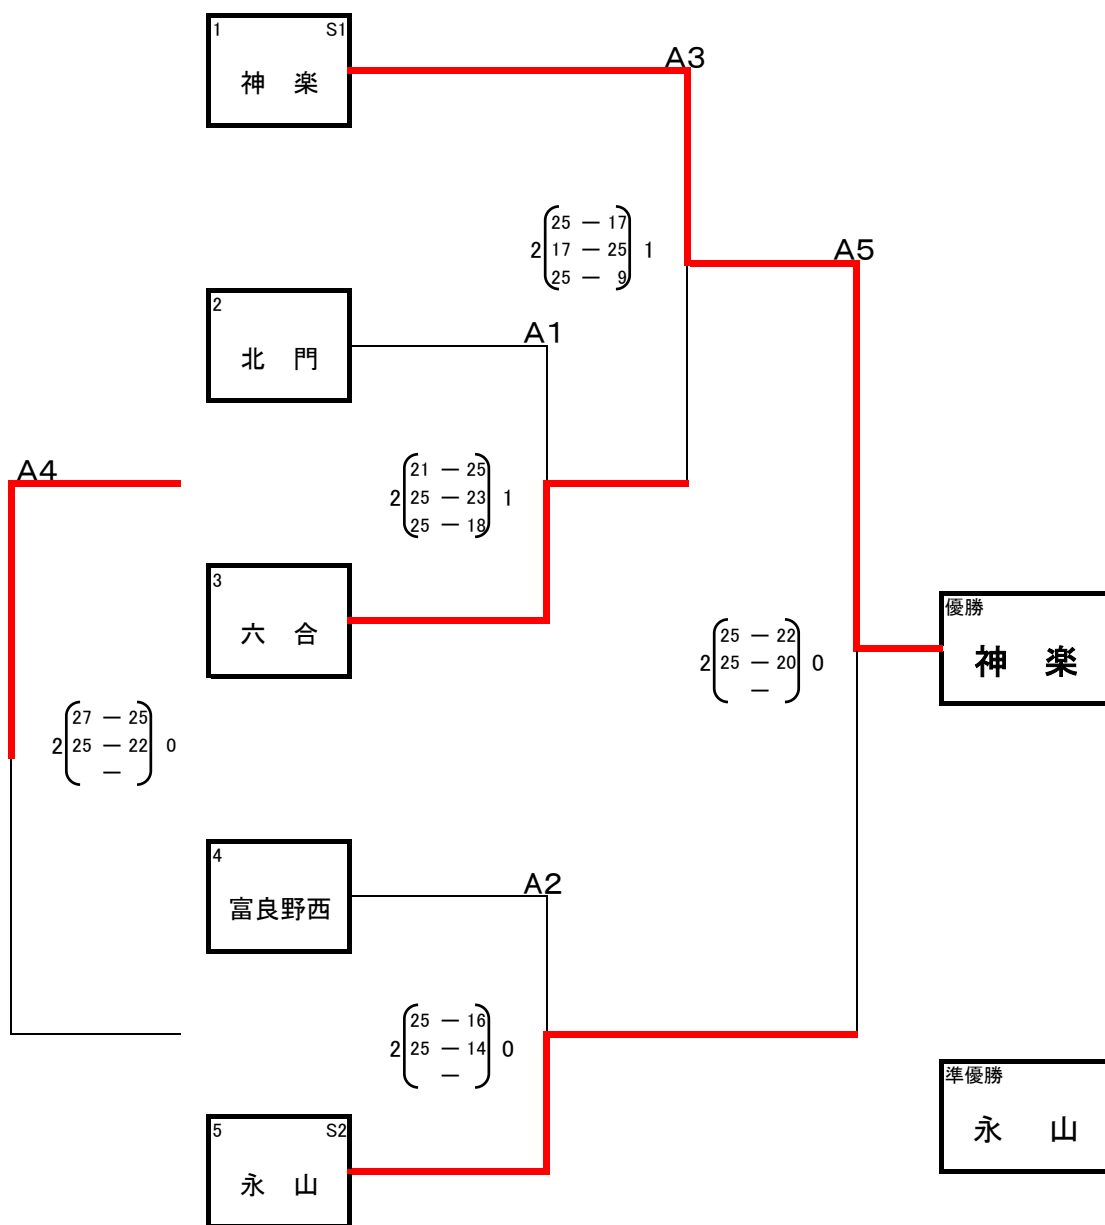 1 S1
神 楽
A3
25 ― 17
2 17 ― 25 1
25 ― 9
A5
2
北 門
A1
A4
21 ― 25
2 25 ― 23 1
25 ― 18
3
六 合
優勝
神 楽
25 ― 22
2 25 ― 20 0
―
27 ― 25
2 25 ― 22 0
―
4
富良野西
A2
25 ― 16
2 25 ― 14 0
―
準優勝
永 山
5 S2
永 山